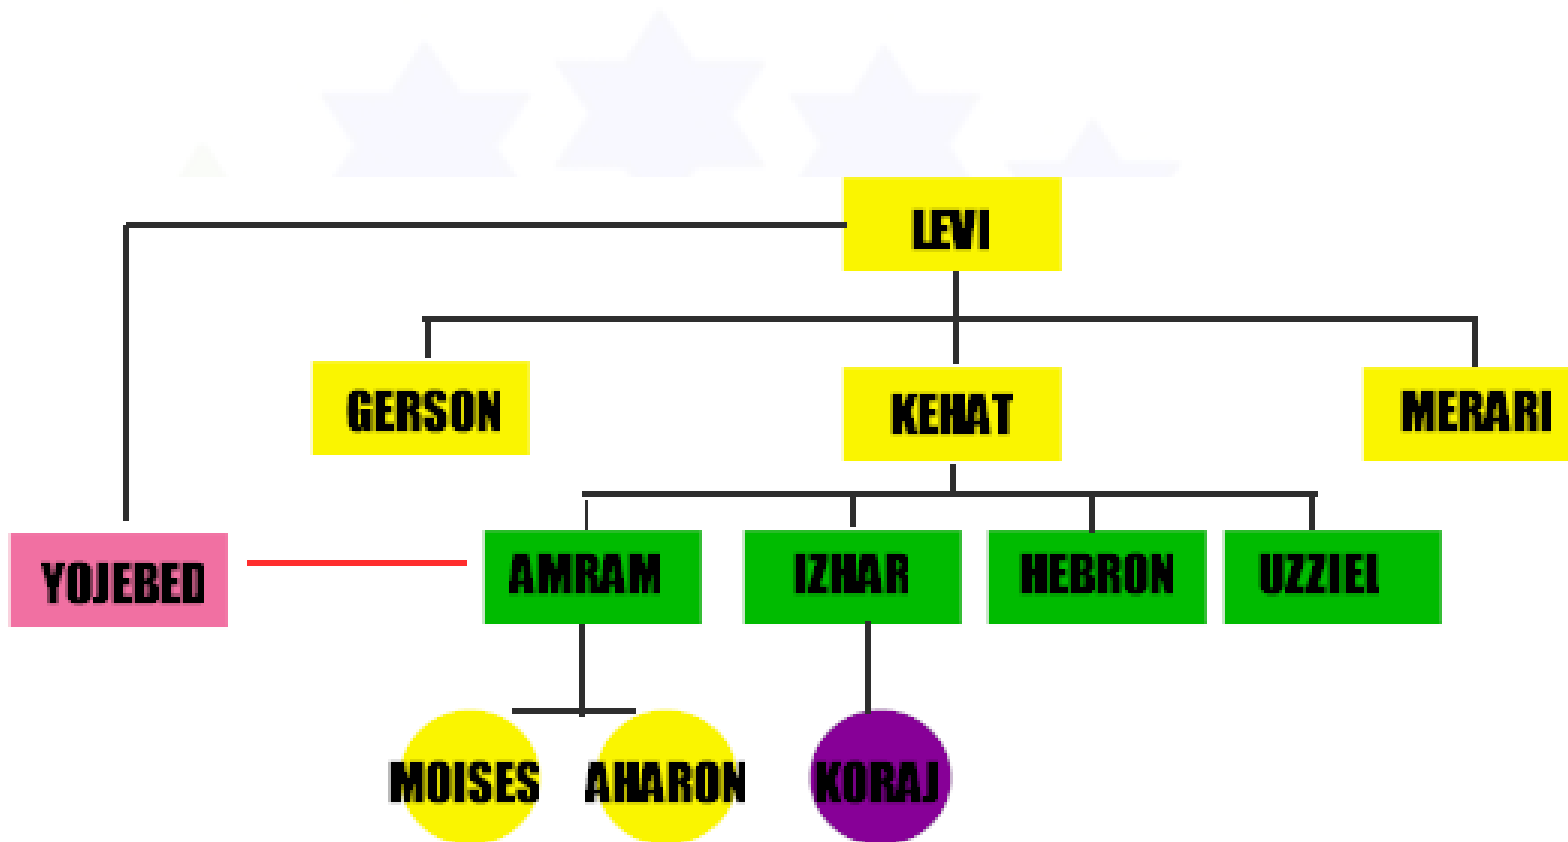 LEVI
GERSON
KEHAT
MERARI
YOJEBED
AMRAM
IZHAR
HEBRON
UZZIEL
MOISES
AHARON
KORAJ